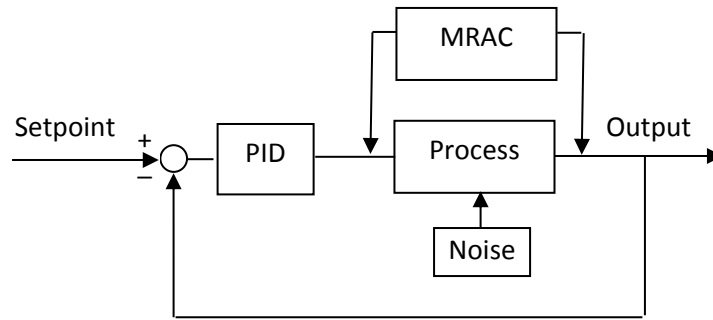 MRAC
Setpoint
+
PID
Process
Output
−
Noise